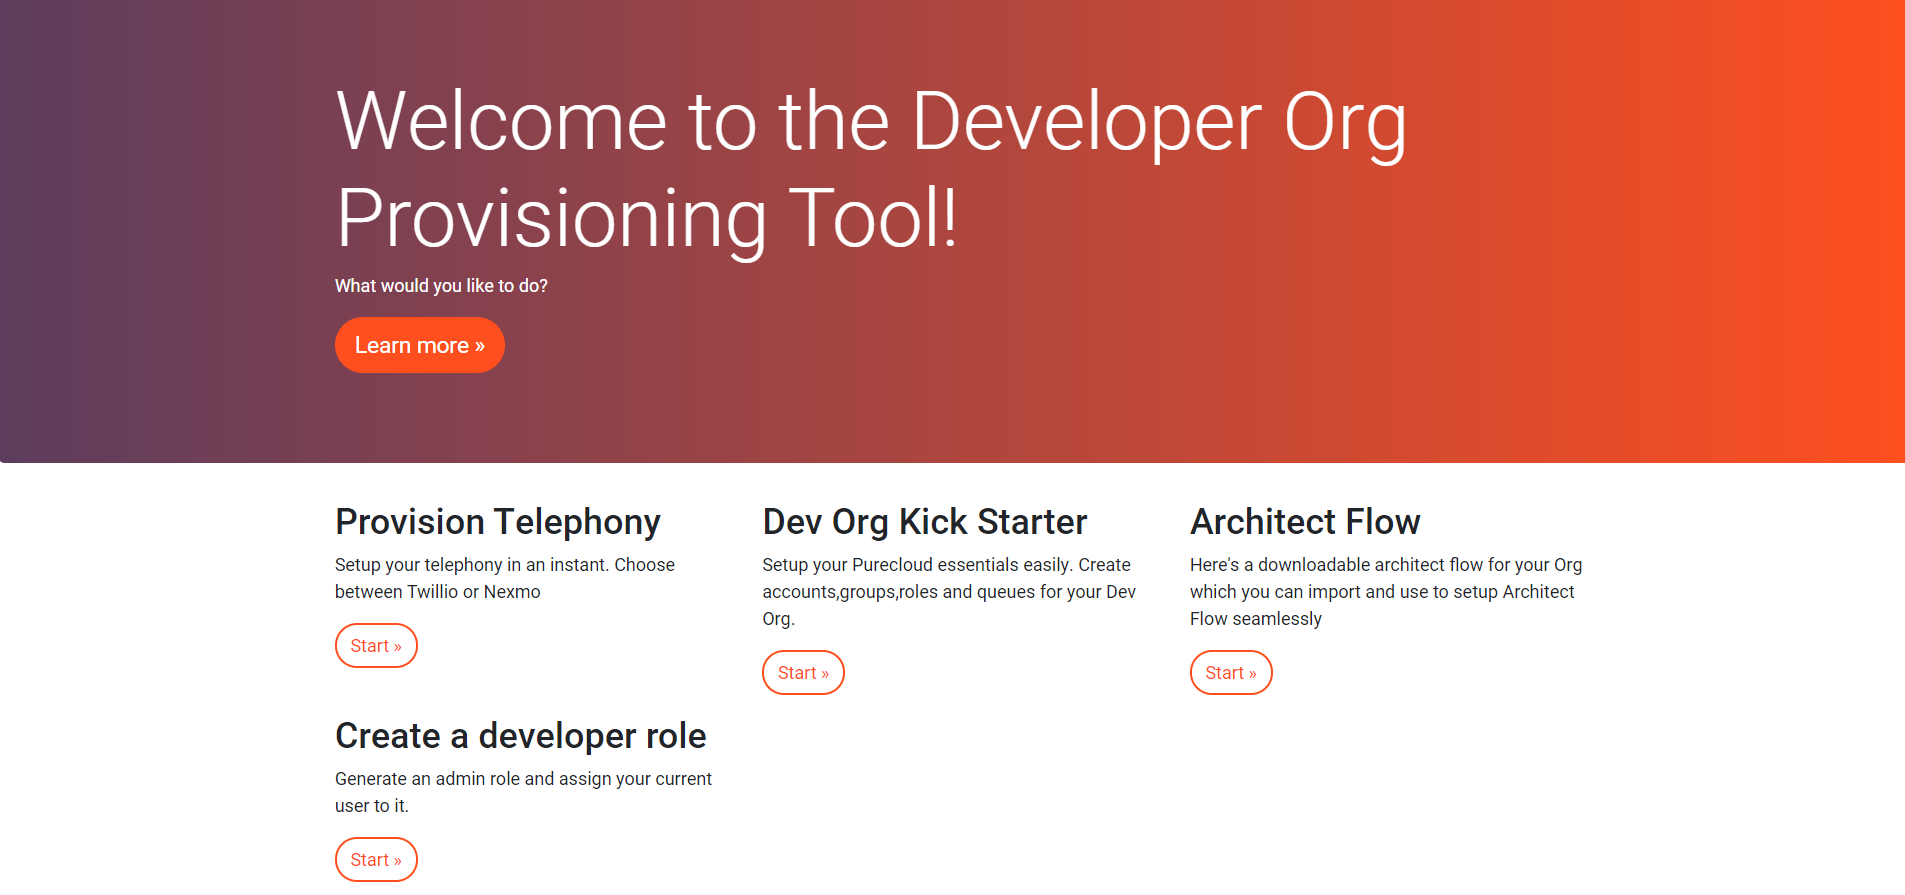 Welcome to the Developer Org
Provisioning Tool!
What would you like to do?
Learn more »
Provision Telephony
Setup your telephony in an instant. Choose
between Twillio or Nexmo
Start »
Dev Org Kick Starter
Setup your Purecloud essentials easily. Create
accounts,groups,roles and queues for your Dev
Org.
Start »
Architect Flow
Here's a downloadable architect flow for your Org
which you can import and use to setup Architect
Flow seamlessly
Start »
Create a developer role
Generate an admin role and assign your current
user to it.
Start »